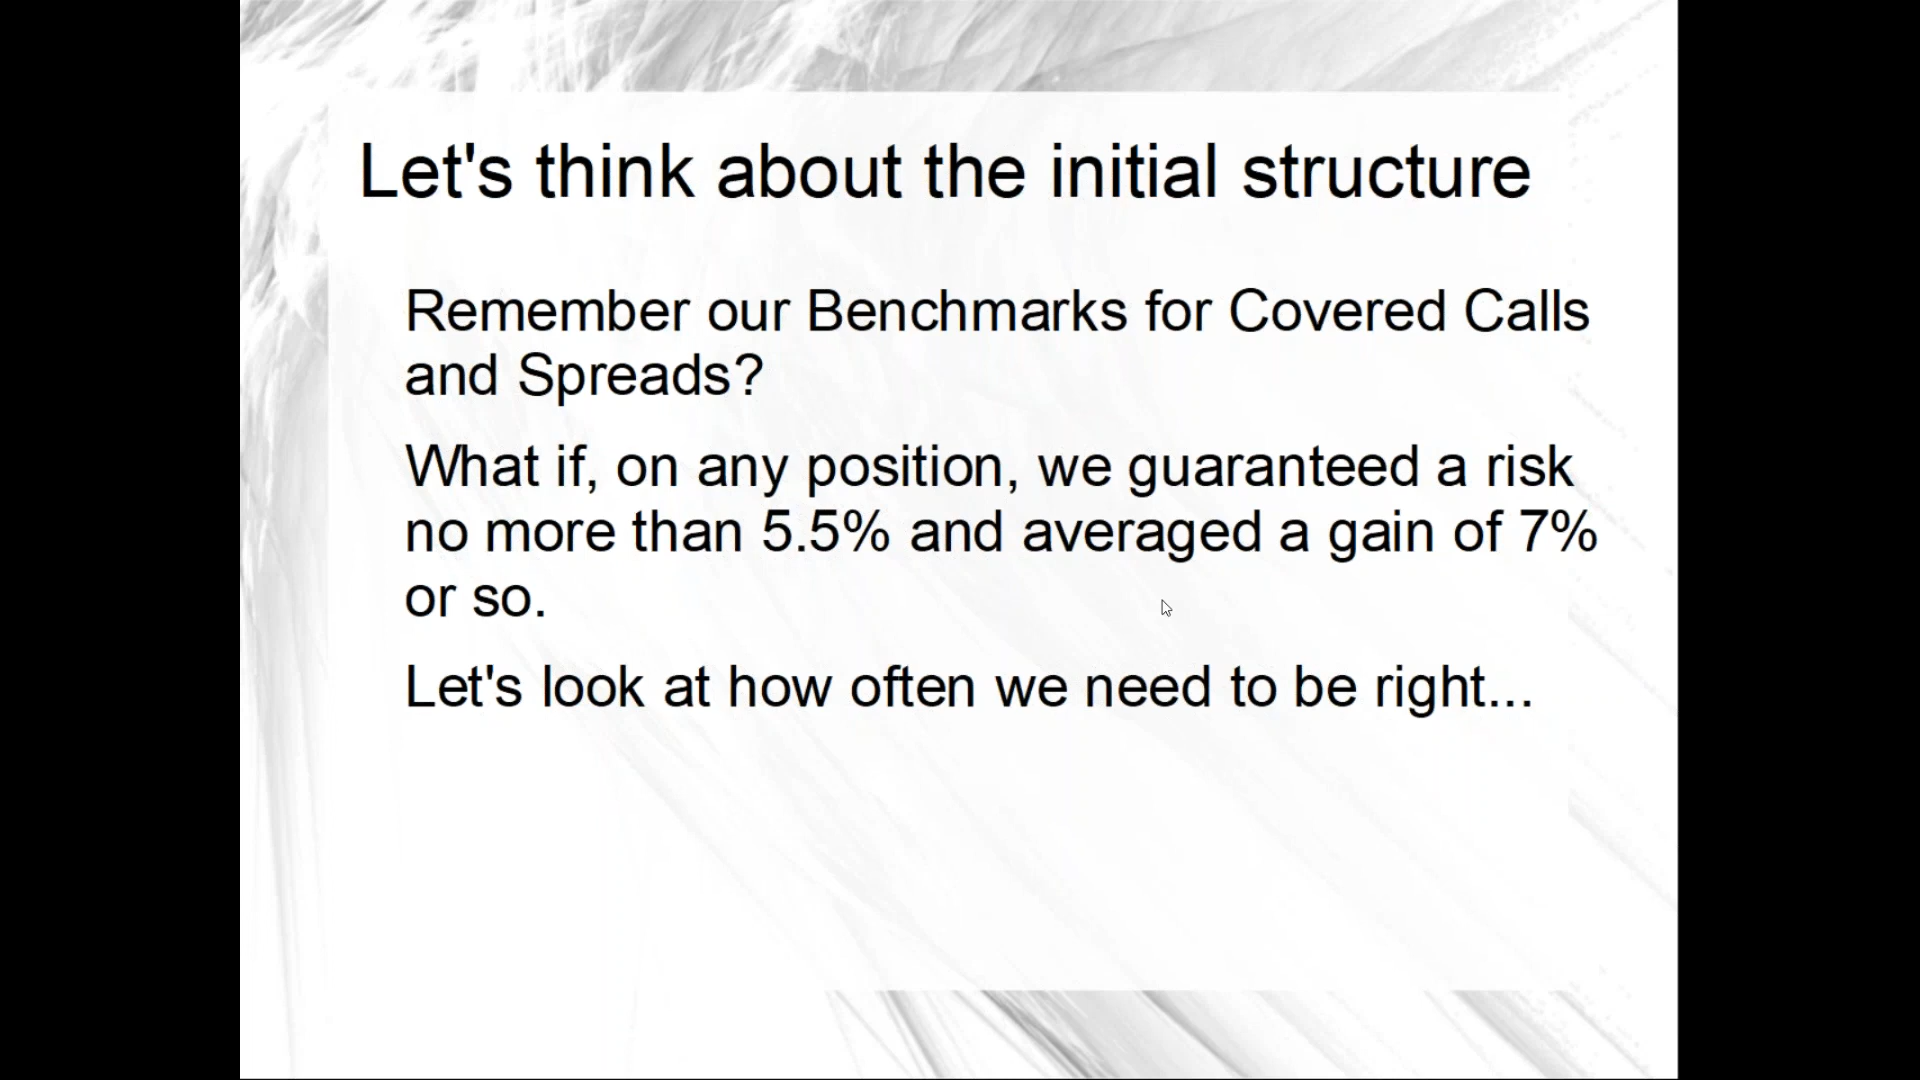 Let's think about the initial structure
Remember our Benchmarks for Covered Calls
and Spreads?
What if, on any position, we guaranteed a risk
no more than 5.5% and averaged a gain of 7%
or so.
Let's look at how often we need to be right...